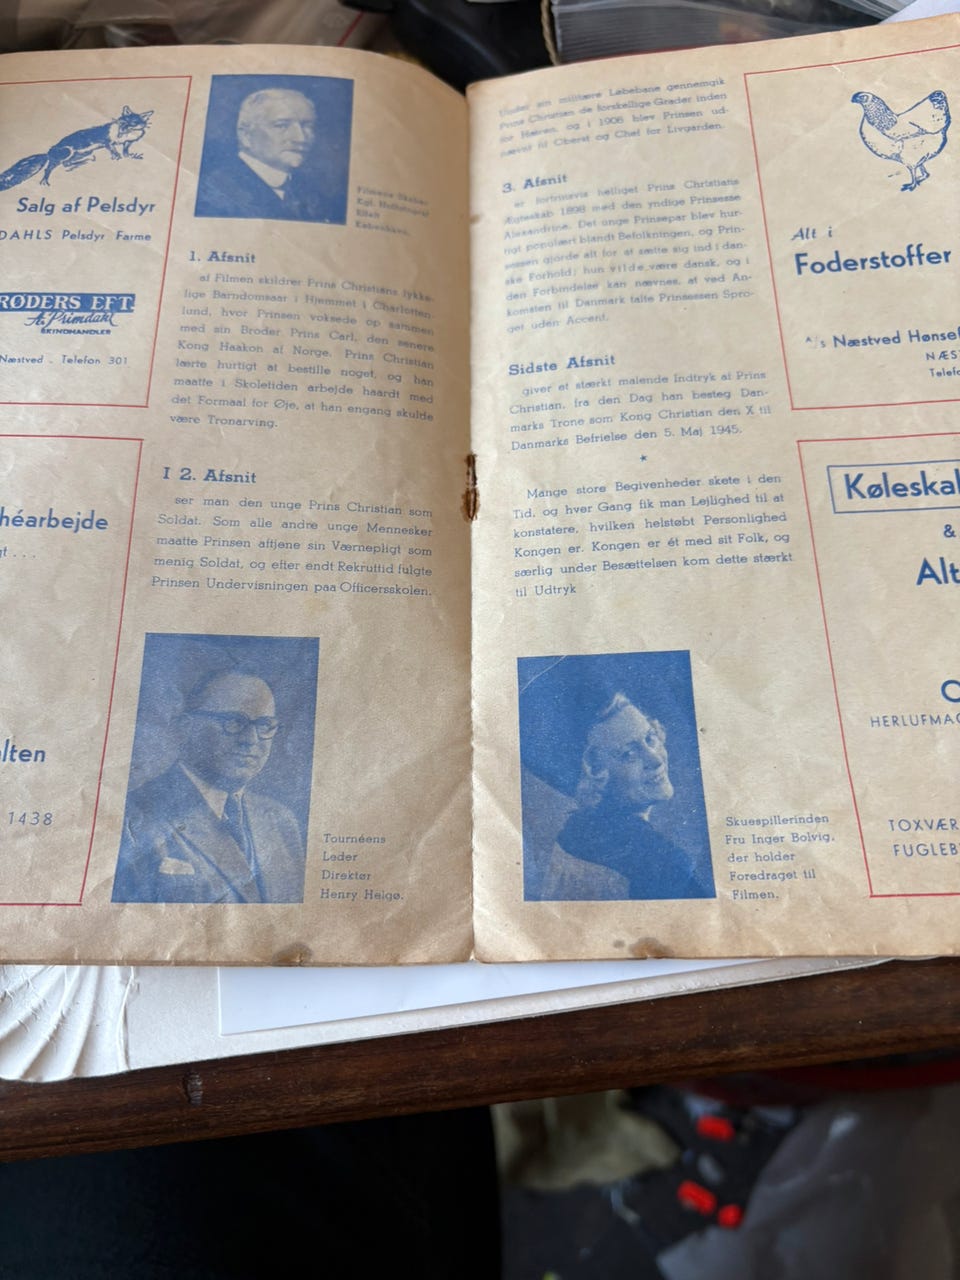 Salg af Pelsdyr
DAHLS Pelsdyr Farme
RØDERS EFT.
A. Primdahl
SKINDHANDLER
Næstved . Telefon 301
héarbejde
gt . . .
lten
1438
Filmens Skaber
Kgl. Hoffotograf
København.
1. Afsnit
af Filmen skildrer Prins Christians lykke-
lige Barndomsaar i Hjemmet i Charlotten-
lund, hvor Prinsen voksede op sammen
med sin Broder Prins Carl, den senere
Kong Haakon af Norge. Prins Christian
lærte hurtigt at bestille noget, og han
maatte i Skoletiden arbejde haardt med
det Formaal for Øje, at han engang skulde
være Tronarving.
I 2. Afsnit
ser man den unge Prins Christian som
Soldat. Som alle andre unge Mennesker
maatte Prinsen aftjene sin Værnepligt som
menig Soldat, og efter endt Rekruttid fulgte
Prinsen Undervisningen paa Officersskolen.
Tournéens
Leder
Direktør
Henry Helgø.
Under sin militære Løbebane gennemgik
Prins Christian de forskellige Grader inden
for Hæren, og i 1906 blev Prinsen ud-
nævnt til Oberst og Chef for Livgarden.
3. Afsnit
er fortrinsvis helliget Prins Christians
Ægteskab 1898 med den yndige Prinsesse
Alexandrine. Det unge Prinsepar blev hur-
tigt populært blandt Befolkningen, og Prin-
sessen gjorde alt for at sætte sig ind i dan-
ske Forhold; hun vilde være dansk, og i
den Forbindelse kan nævnes, at ved An-
komsten til Danmark talte Prinsessen Spro-
get uden Accent.
Sidste Afsnit
giver et stærkt malende Indtryk af Prins
Christian, fra den Dag han besteg Dan-
marks Trone som Kong Christian den X til
Danmarks Befrielse den 5. Maj 1945.
Mange store Begivenheder skete i den
Tid, og hver Gang fik man Lejlighed til at
konstatere, hvilken helstøbt Personlighed
Kongen er. Kongen er ét med sit Folk, og
særlig under Besættelsen kom dette stærkt
til Udtryk
Skuespillerinden
Fru Inger Bolvig,
der holder
Foredraget til
Filmen.
Alt i
Foderstoffer
A/s Næstved Hønsef
NÆS
Telef
Køleskab
&
Alt
O
HERLUFMAG
TOXVÆR
FUGLEB